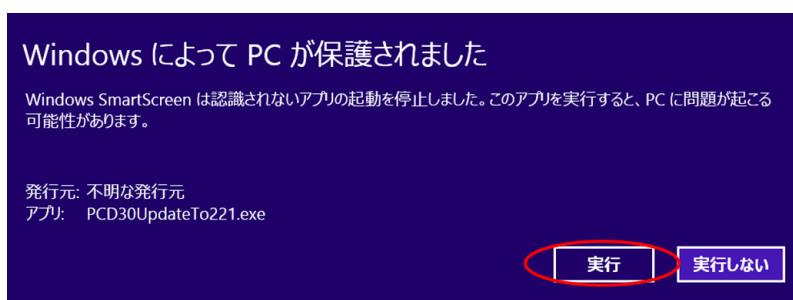 Windows によって PC が保護されました
Windows SmartScreen は認識されないアプリの起動を停止しました。このアプリを実行すると、PC に問題が起こる
可能性があります。
発行元: 不明な発行元
アプリ: PCD30UpdateTo221.exe
実行 実行しない